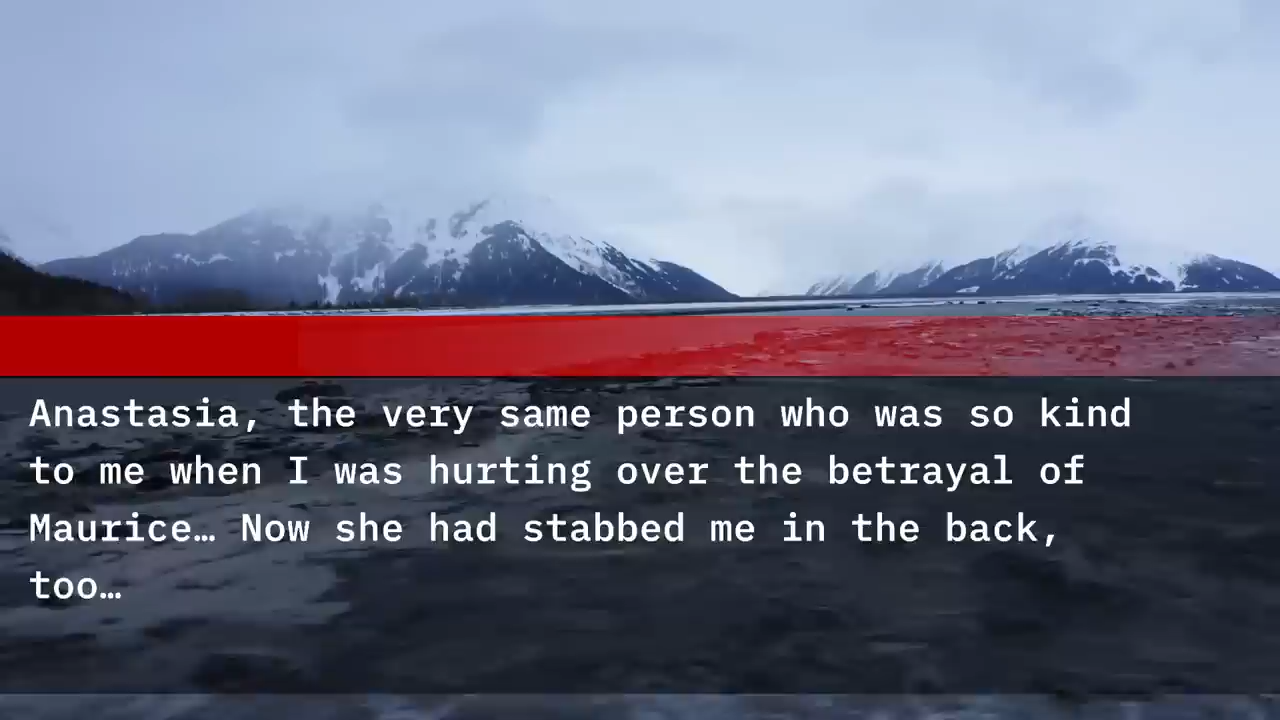 Anastasia, the very same person who was so kind
to me when I was hurting over the betrayal of
Maurice… Now she had stabbed me in the back,
too…